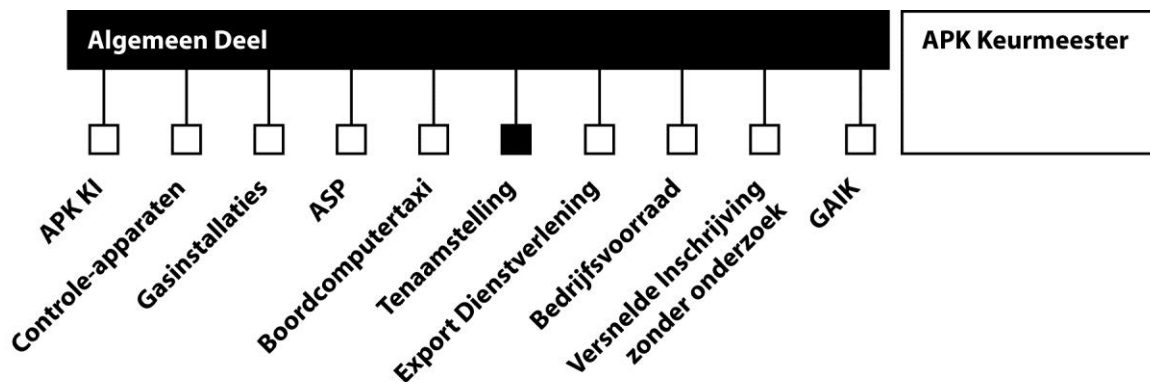 Algemeen Deel
APK Keurmeester
APK KI
Controle-apparaten
Gasinstallaties
ASP
Boordcomputertaxi
Tenaamstelling
Export Dienstverlening
Bedrijfsvoorraad
Versnelde Inschrijving
zonder onderzoek
GAIK